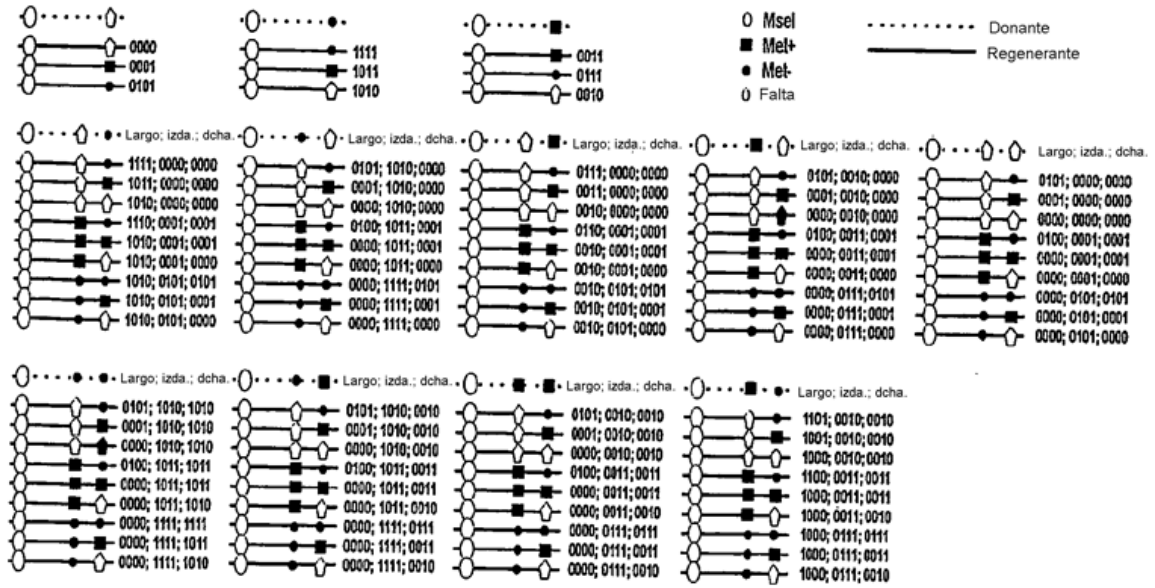 0000
0001
0101
1111
1011
1010
0011
0111
0010
Msel
Met+
Met-
Falta
Donante
Regenerante
Largo; izda.; dcha.
1111; 0000; 0000
1011; 0000; 0000
1010; 0000; 0000
1110; 0001; 0001
1010; 0001; 0001
1010; 0001; 0000
1010; 0101; 0101
1010; 0101; 0001
1010; 0101; 0000
Largo; izda.; dcha.
0101; 1010; 0000
0001; 1010; 0000
0000; 1010; 0000
0100; 1011; 0001
0000; 1011; 0001
0000; 1011; 0000
0000; 1111; 0101
0000; 1111; 0001
0000; 1111; 0000
Largo; izda.; dcha.
0111; 0000; 0000
0011; 0000; 0000
0010; 0000; 0000
0110; 0001; 0001
0010; 0001; 0001
0010; 0001; 0000
0010; 0101; 0101
0010; 0101; 0001
0010; 0101; 0000
Largo; izda.; dcha.
0101; 0010; 0000
0001; 0010; 0000
0000; 0010; 0000
0100; 0011; 0001
0000; 0011; 0001
0000; 0011; 0000
0000; 0111; 0101
0000; 0111; 0001
0000; 0111; 0000
Largo; izda.; dcha.
0101; 0000; 0000
0001; 0000; 0000
0000; 0000; 0000
0100; 0001; 0001
0000; 0001; 0001
0000; 0001; 0000
0000; 0101; 0101
0000; 0101; 0001
0000; 0101; 0000
Largo; izda.; dcha.
0101; 1010; 1010
0001; 1010; 1010
0000; 1010; 1010
0100; 1011; 1011
0000; 1011; 1011
0000; 1011; 1010
0000; 1111; 1111
0000; 1111; 1011
0000; 1111; 1010
Largo; izda.; dcha.
0101; 1010; 0010
0001; 1010; 0010
0000; 1010; 0010
0100; 1011; 0011
0000; 1011; 0011
0000; 1011; 0010
0000; 1111; 0111
0000; 1111; 0011
0000; 1111; 0010
Largo; izda.; dcha.
0101; 0010; 0010
0001; 0010; 0010
0000; 0010; 0010
0100; 0011; 0011
0000; 0011; 0011
0000; 0011; 0010
0000; 0111; 0111
0000; 0111; 0011
0000; 0111; 0010
Largo; izda.; dcha.
1101; 0010; 0010
1001; 0010; 0010
1000; 0010; 0010
1100; 0011; 0011
1000; 0011; 0011
1000; 0011; 0010
1000; 0111; 0111
1000; 0111; 0011
1000; 0111; 0010